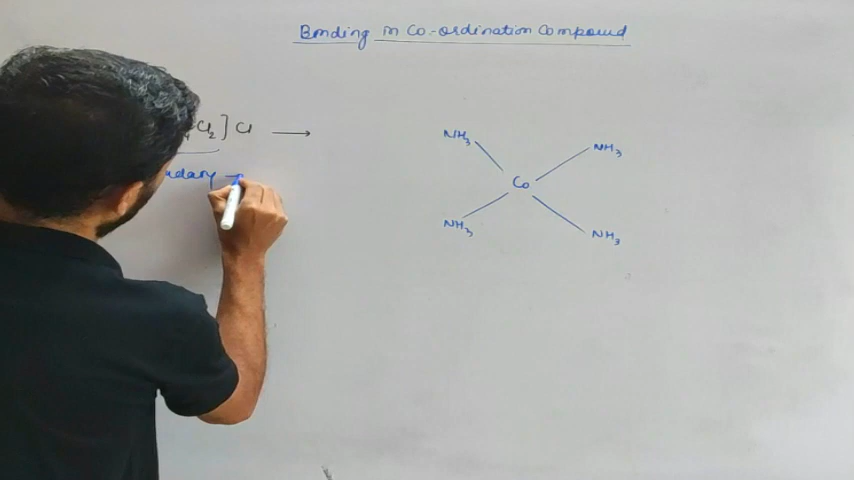 Bonding in Co-ordination Compound
Cl₂] Cl →
NH₃ NH₃
Co
NH₃ NH₃